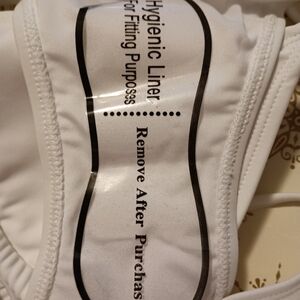 Hygienic Liner
For Fitting Purposes
Remove After Purchas